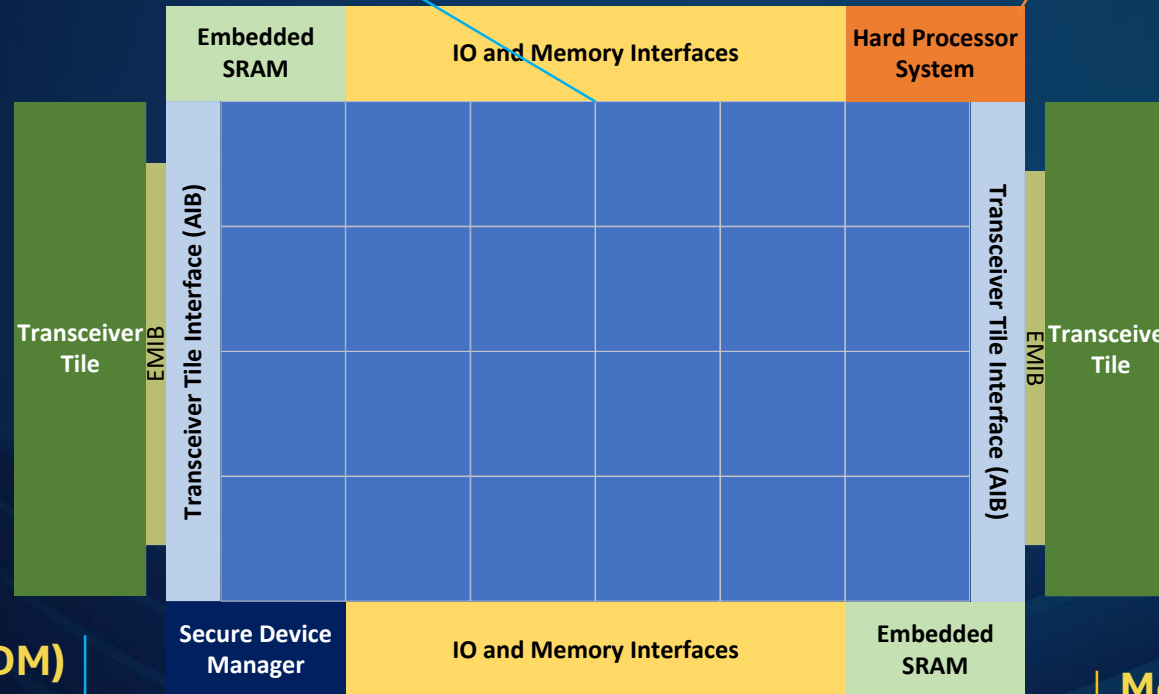 Embedded
SRAM
IO and Memory Interfaces
Hard Processor
System
Transceiver
Tile
EMIB
Transceiver Tile Interface (AIB)
Transceiver Tile Interface (AIB)
EMIB
Transceive
Tile
Secure Device
Manager
IO and Memory Interfaces
Embedded
SRAM
DM)